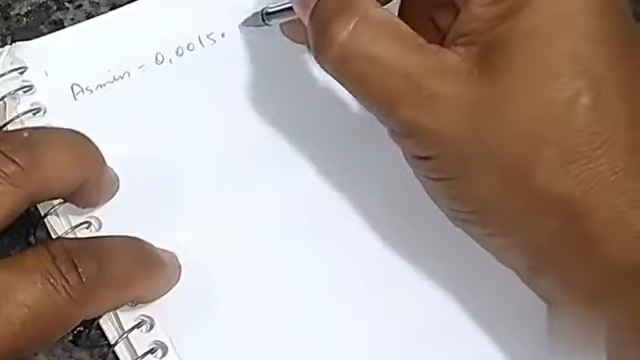 Asmin = 0.0015.